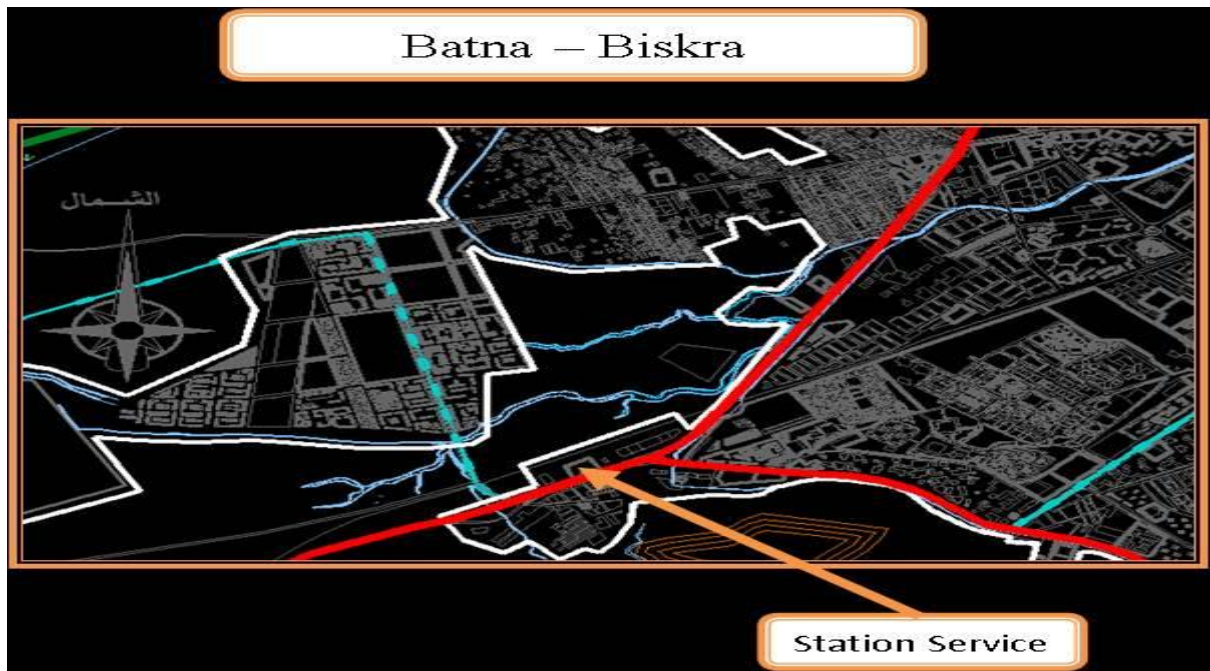 Batna – Biskra
الشمال
Station Service